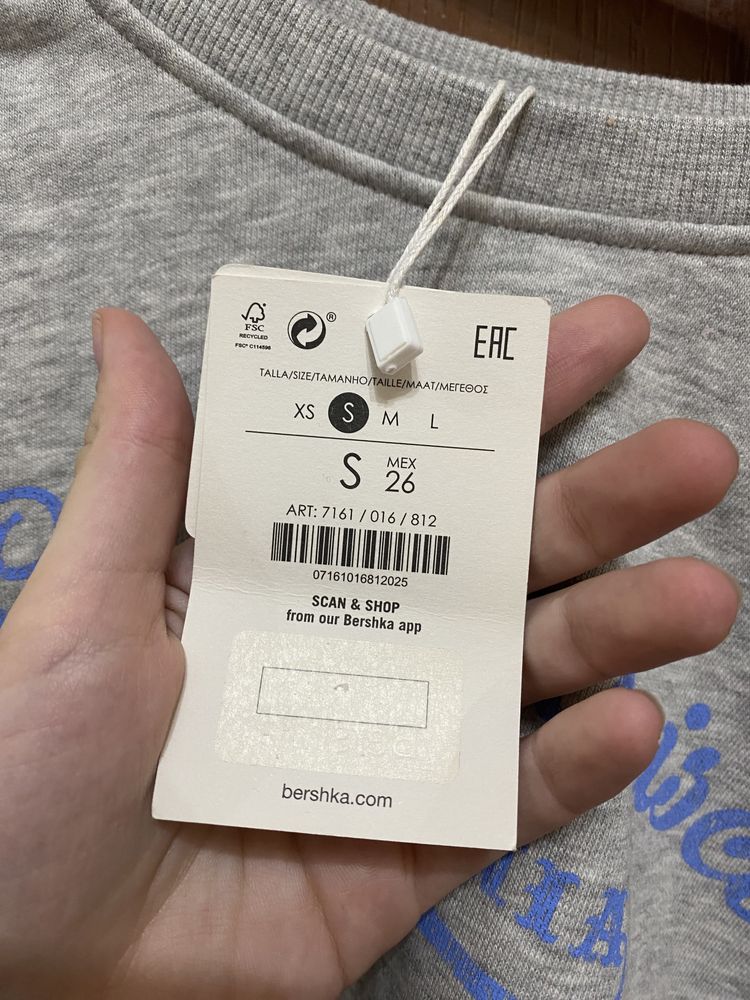 FSC
RECYCLED
FSC® C114596
®
EAC
TALLA/SIZE/TAMANHO/TAILLE/MAAT/ΜΕΓΕΘΟΣ
XS S M L
S MEX 26
ART: 7161 / 016 / 812
07161016812025
SCAN & SHOP
from our Bershka app
bershka.com